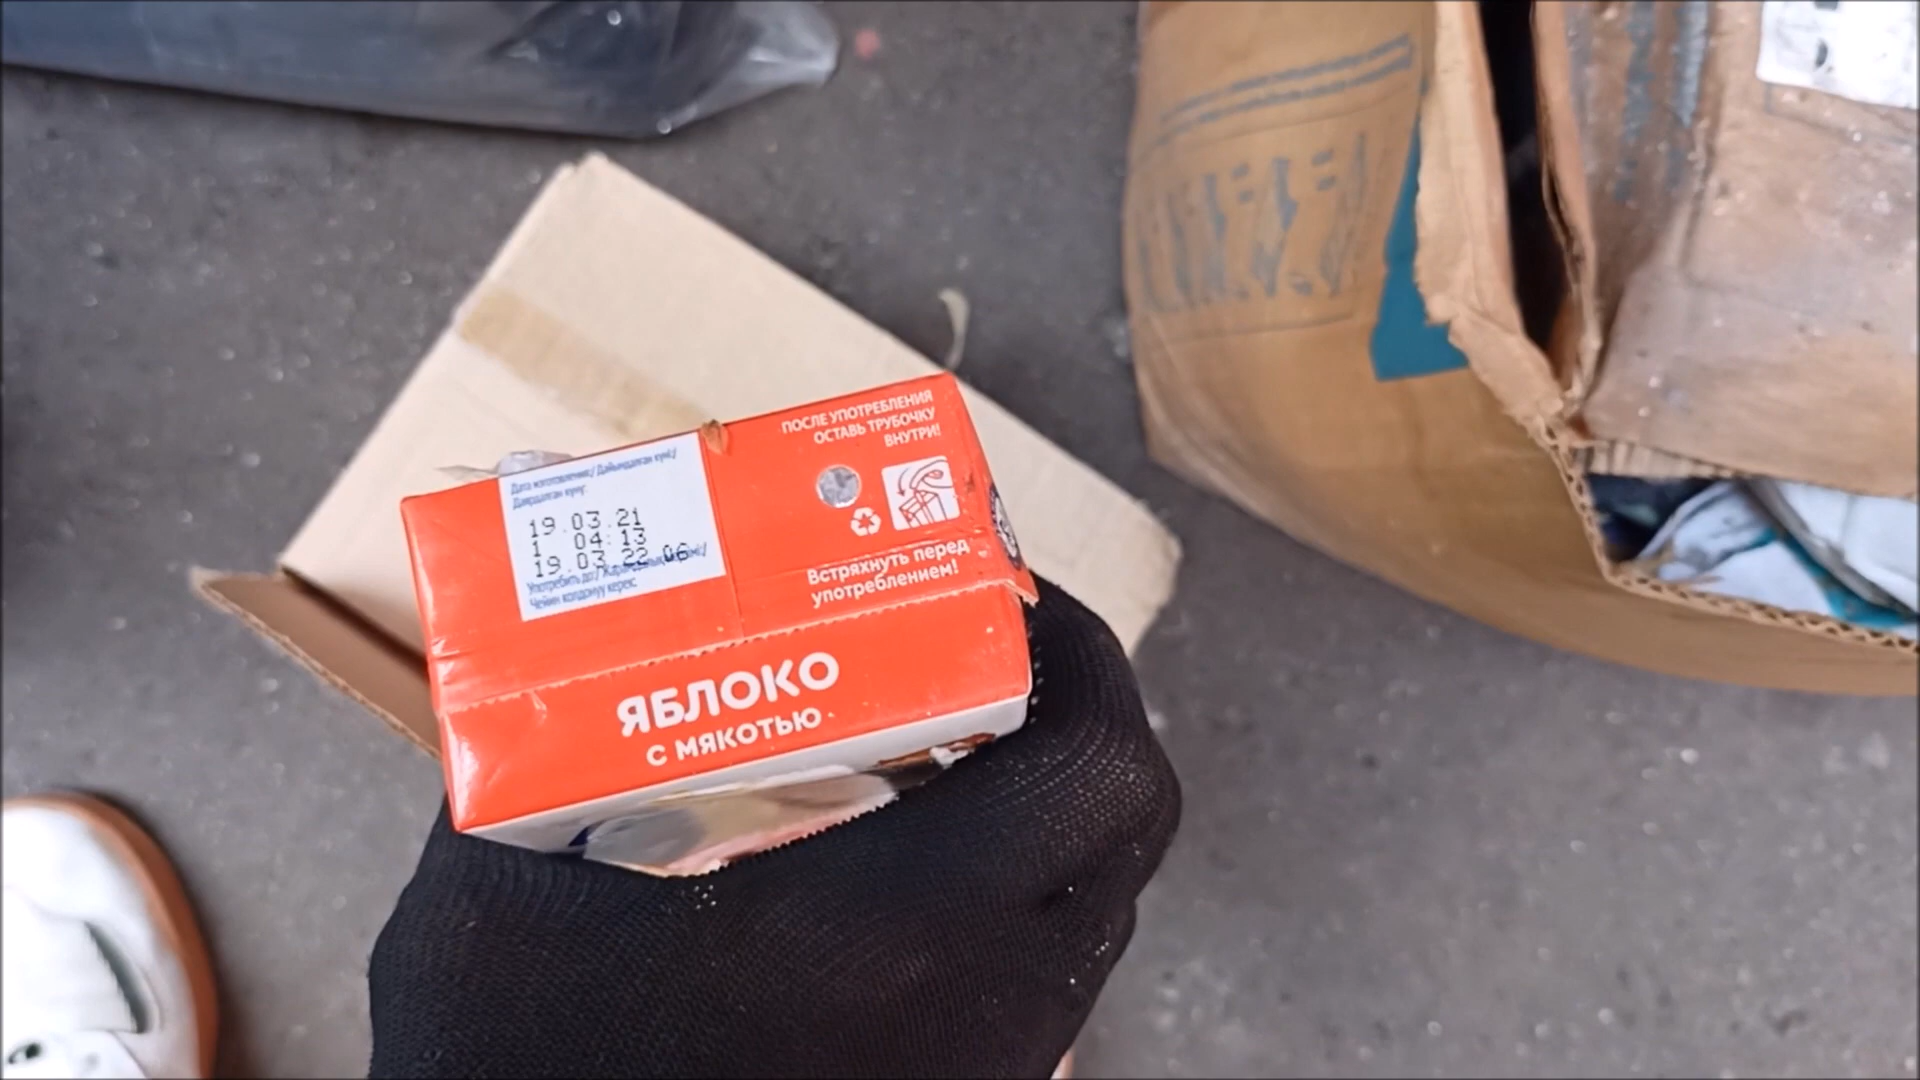 Дата изготовления:/ Дайындалған күні:/
Даярдалган күнү:
19.03.21
1 04:13
19.03.22 06
Употребить до:/
Чейин колдонуу керек
ПОСЛЕ УПОТРЕБЛЕНИЯ
ОСТАВЬ ТРУБОЧКУ
ВНУТРИ!
Встряхнуть перед
употреблением!
ЯБЛОКО
С МЯКОТЬЮ